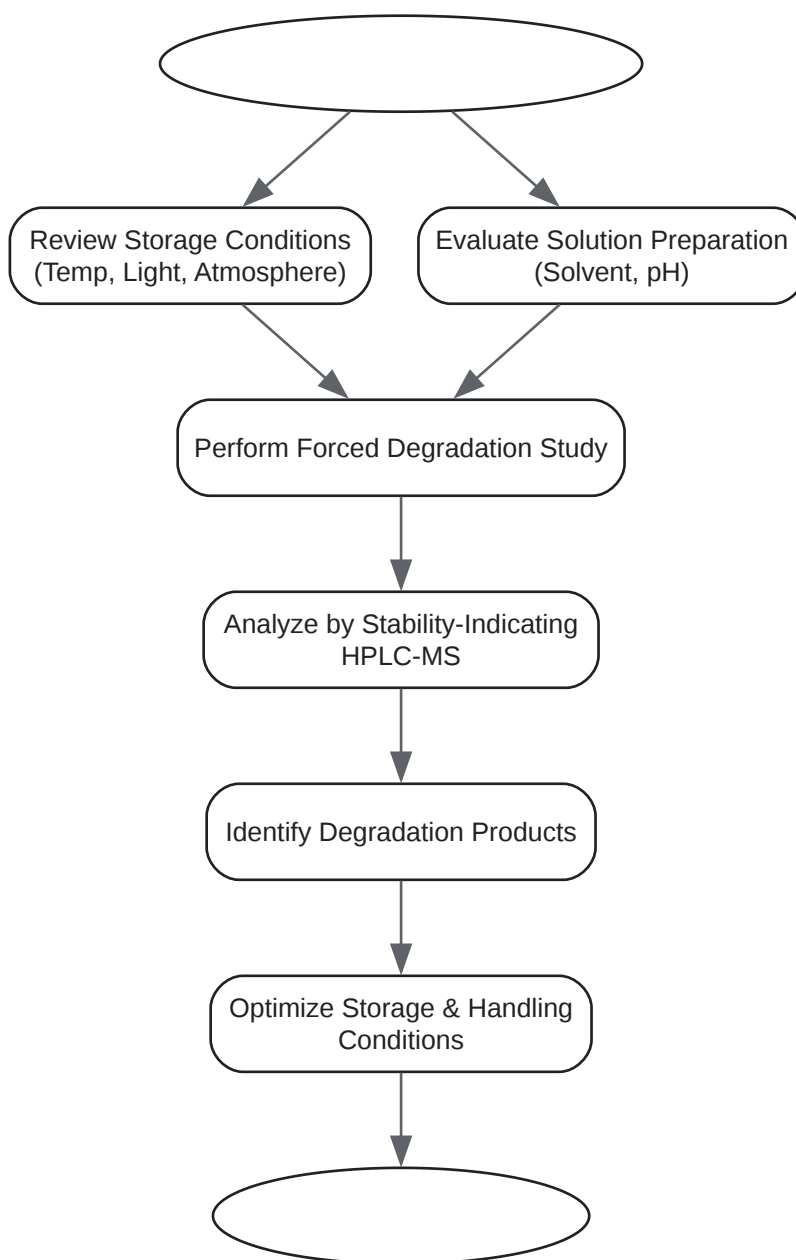 Review Storage Conditions
(Temp, Light, Atmosphere)
Evaluate Solution Preparation
(Solvent, pH)
Perform Forced Degradation Study
Analyze by Stability-Indicating
HPLC-MS
Identify Degradation Products
Optimize Storage & Handling
Conditions